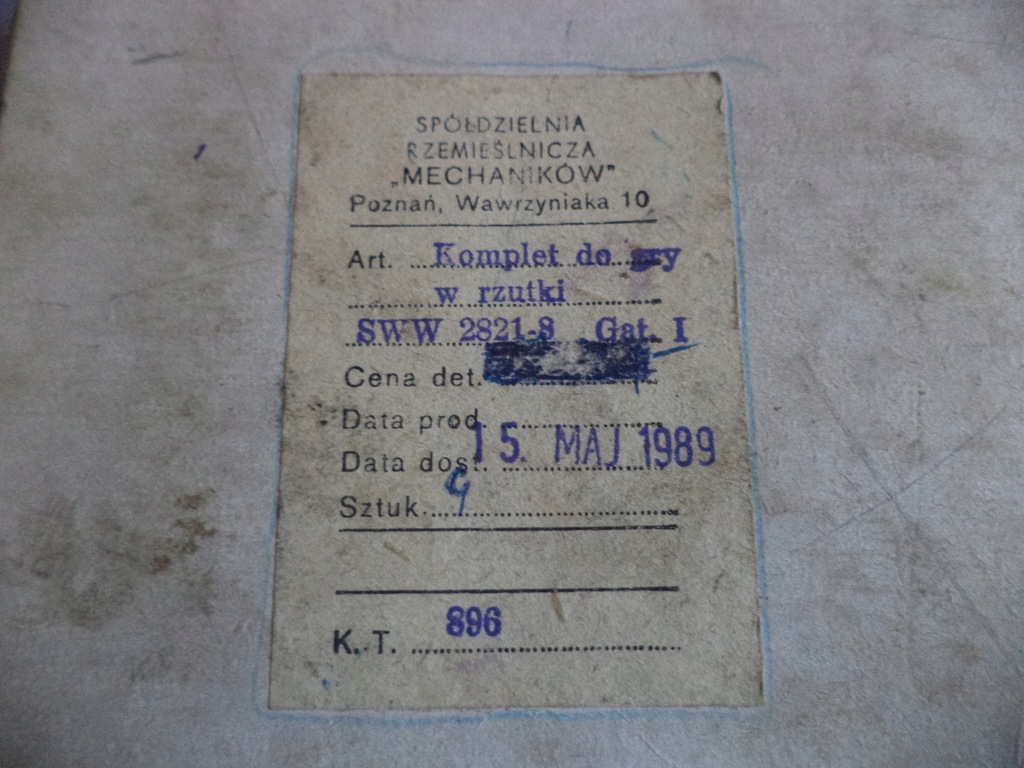 SPÓŁDZIELNIA
RZEMIEŚLNICZA
„MECHANIKÓW"
Poznań, Wawrzyniaka 10
Art. Komplet do gry
w rzutki
SWW 2821-8 Gat. I
Cena det.
Data prod.
15. MAJ 1989
Data dost.
Sztuk 9
K. T. 896